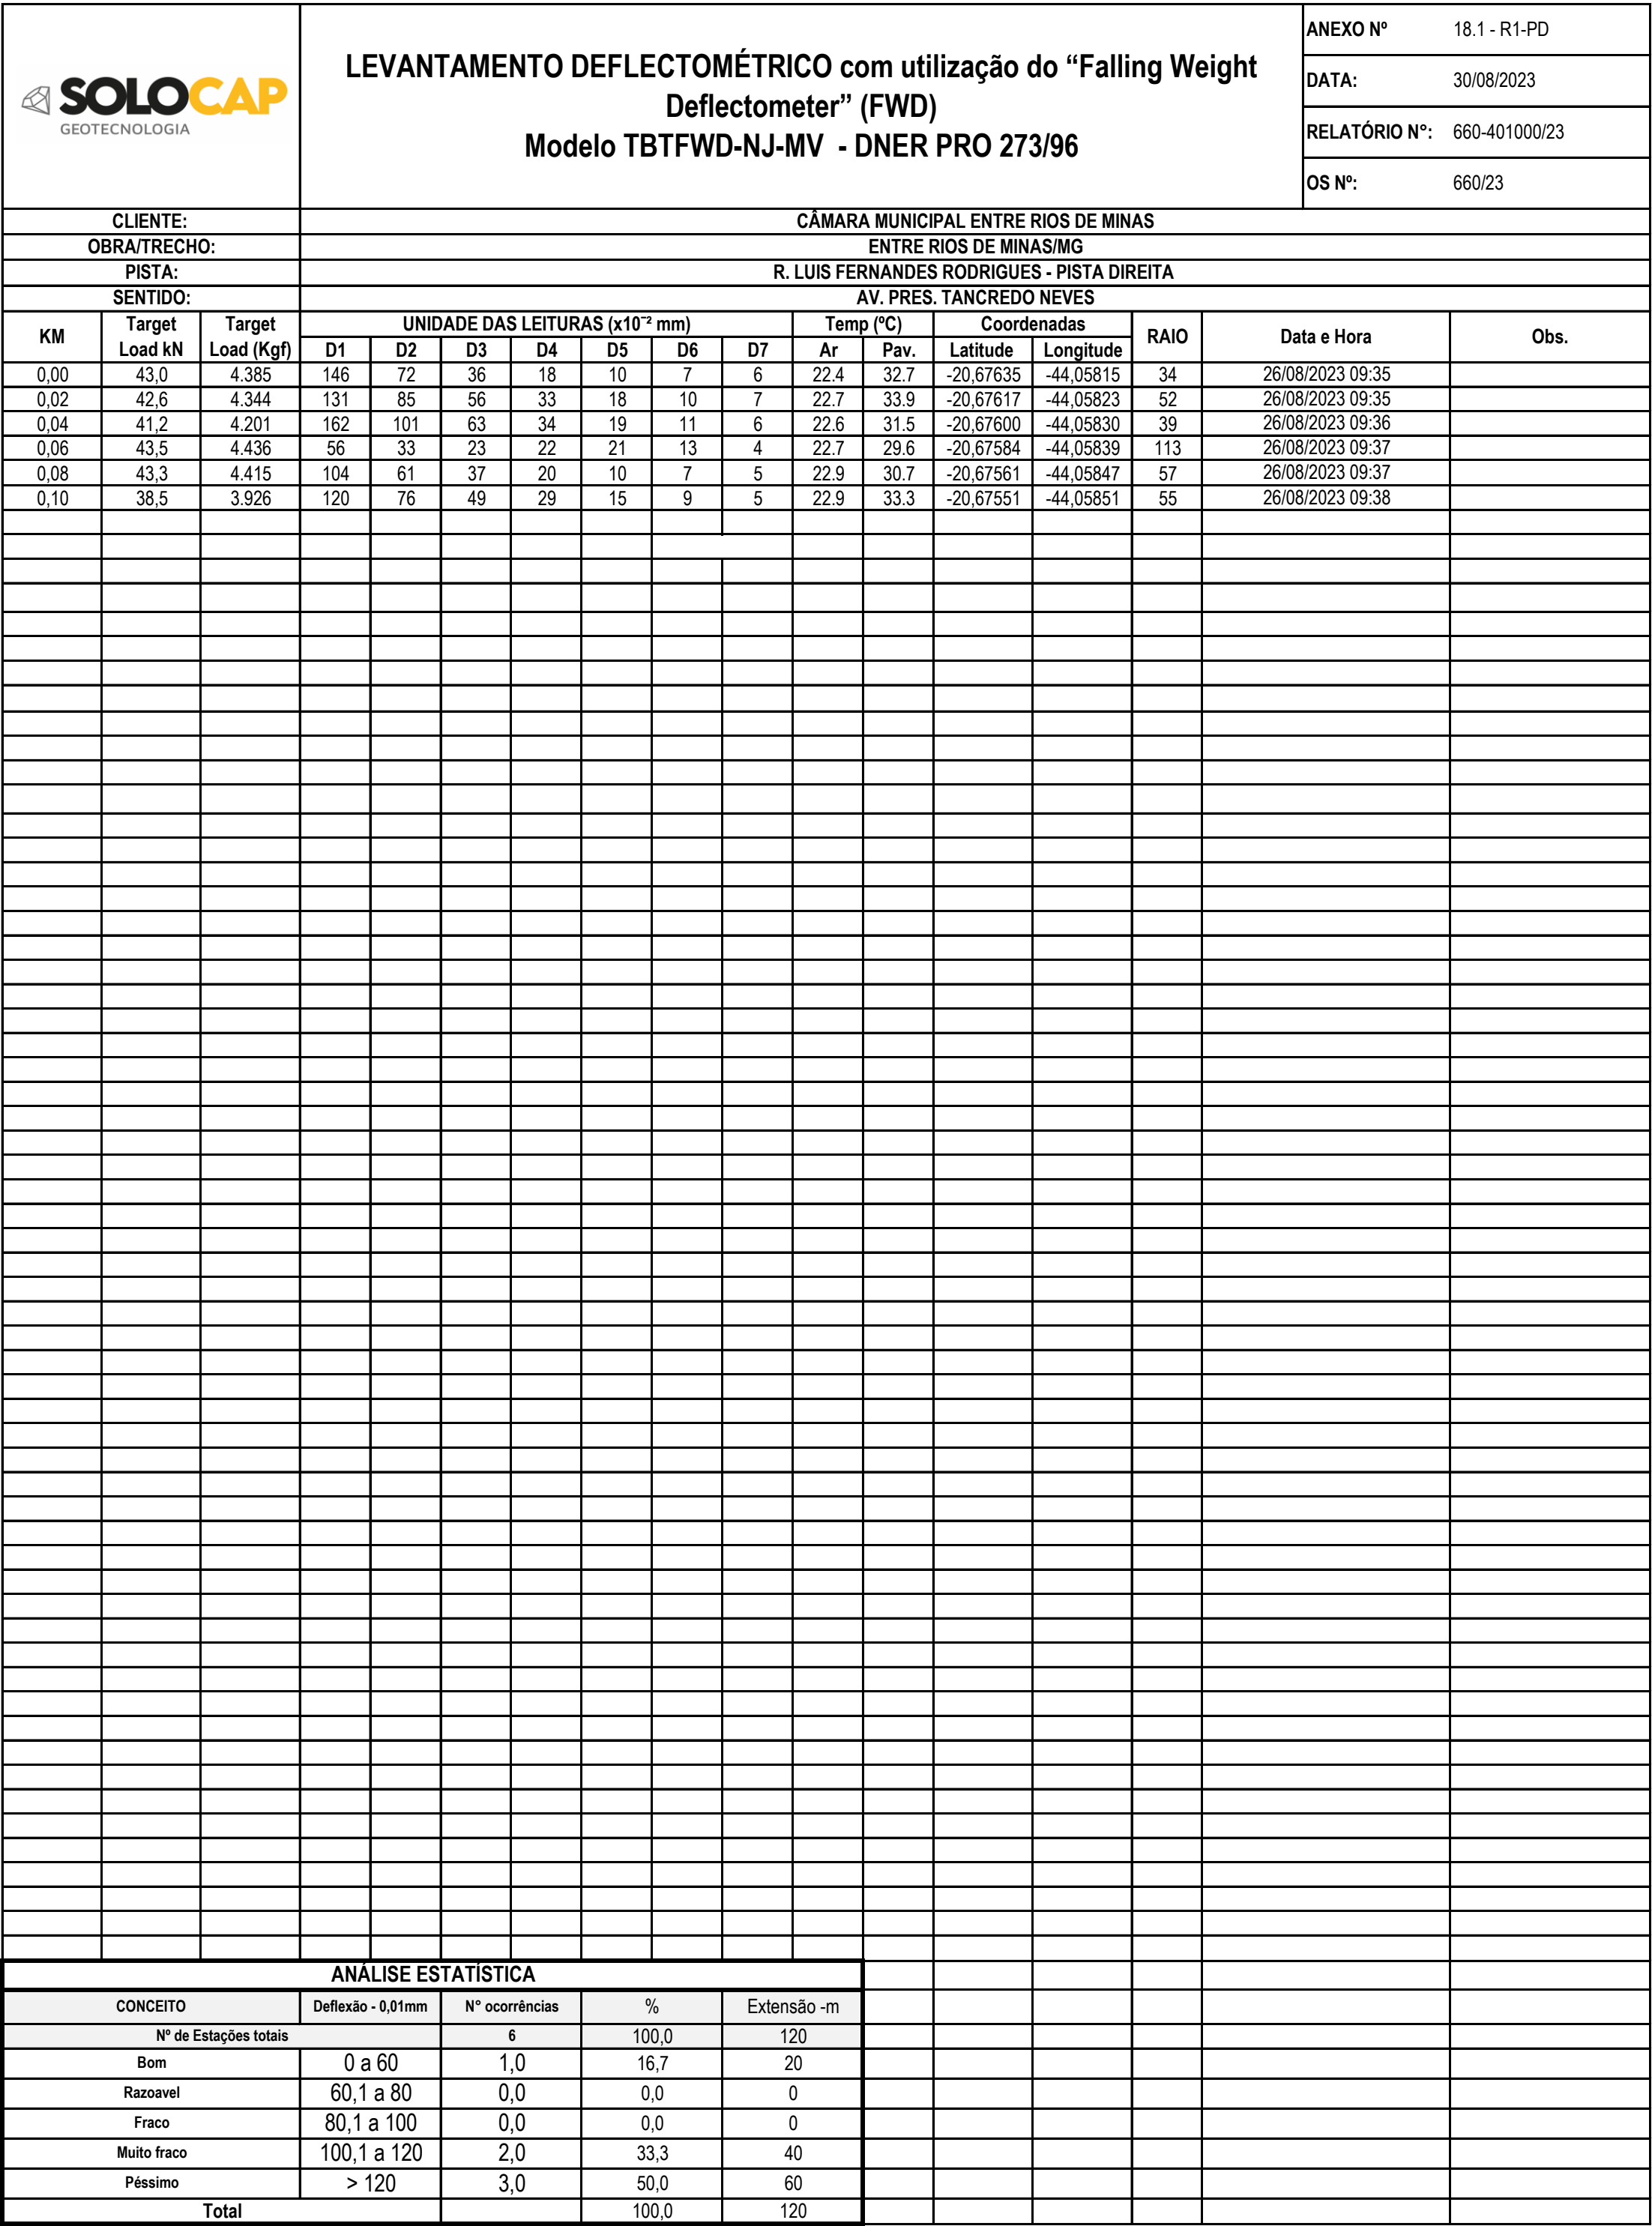 SOLOCAP
GEOTECNOLOGIA
LEVANTAMENTO DEFLECTOMÉTRICO com utilização do “Falling Weight
Deflectometer” (FWD)
Modelo TBTFWD-NJ-MV - DNER PRO 273/96
ANEXO Nº 18.1 - R1-PD
DATA: 30/08/2023
RELATÓRIO N°: 660-401000/23
OS Nº: 660/23
CLIENTE: CÂMARA MUNICIPAL ENTRE RIOS DE MINAS
OBRA/TRECHO: ENTRE RIOS DE MINAS/MG
PISTA: R. LUIS FERNANDES RODRIGUES - PISTA DIREITA
SENTIDO: AV. PRES. TANCREDO NEVES
KM Target Load kN Target Load (Kgf) UNIDADE DAS LEITURAS (x10⁻² mm) Temp (ºC) Coordenadas RAIO Data e Hora Obs.
D1 D2 D3 D4 D5 D6 D7 Ar Pav. Latitude Longitude
0,00 43,0 4.385 146 72 36 18 10 7 6 22.4 32.7 -20,67635 -44,05815 34 26/08/2023 09:35
0,02 42,6 4.344 131 85 56 33 18 10 7 22.7 33.9 -20,67617 -44,05823 52 26/08/2023 09:35
0,04 41,2 4.201 162 101 63 34 19 11 6 22.6 31.5 -20,67600 -44,05830 39 26/08/2023 09:36
0,06 43,5 4.436 56 33 23 22 21 13 4 22.7 29.6 -20,67584 -44,05839 113 26/08/2023 09:37
0,08 43,3 4.415 104 61 37 20 10 7 5 22.9 30.7 -20,67561 -44,05847 57 26/08/2023 09:37
0,10 38,5 3.926 120 76 49 29 15 9 5 22.9 33.3 -20,67551 -44,05851 55 26/08/2023 09:38
ANÁLISE ESTATÍSTICA
CONCEITO Deflexão - 0,01mm N° ocorrências % Extensão -m
Nº de Estações totais 6 100,0 120
Bom 0 a 60 1,0 16,7 20
Razoavel 60,1 a 80 0,0 0,0 0
Fraco 80,1 a 100 0,0 0,0 0
Muito fraco 100,1 a 120 2,0 33,3 40
Péssimo > 120 3,0 50,0 60
Total 100,0 120